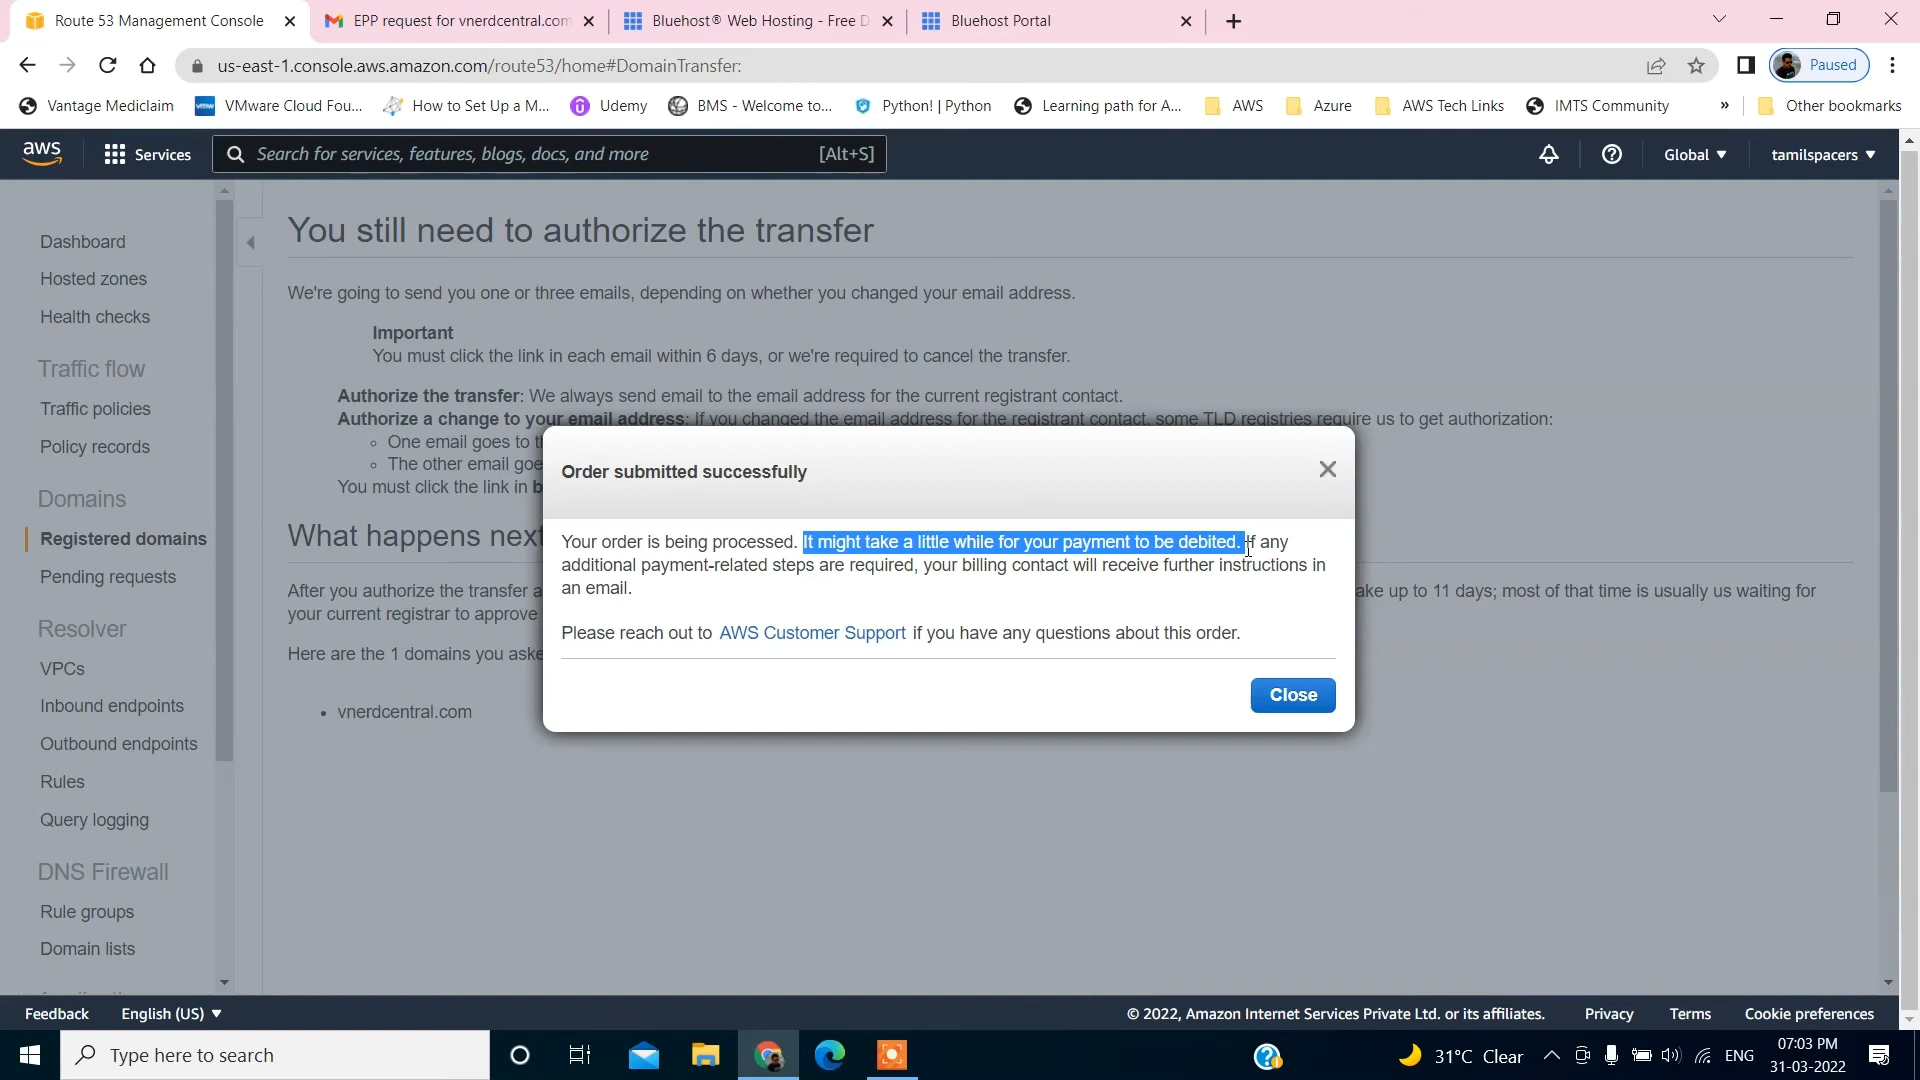 Route 53 Management Console
EPP request for vnerdcentral.com
Bluehost® Web Hosting - Free D
Bluehost Portal
us-east-1.console.aws.amazon.com/route53/home#DomainTransfer:
Paused
Vantage Mediclaim
vmw
VMware Cloud Fou...
How to Set Up a M...
Udemy
BMS - Welcome to...
Python! | Python
Learning path for A...
AWS
Azure
AWS Tech Links
IMTS Community
»
Other bookmarks
aws
Services
Search for services, features, blogs, docs, and more
[Alt+S]
Global
tamilspacers
Dashboard
Hosted zones
Health checks
Traffic flow
Traffic policies
Policy records
Domains
Registered domains
Pending requests
Resolver
VPCs
Inbound endpoints
Outbound endpoints
Rules
Query logging
DNS Firewall
Rule groups
Domain lists
You still need to authorize the transfer
We're going to send you one or three emails, depending on whether you changed your email address.
Important
You must click the link in each email within 6 days, or we're required to cancel the transfer.
Authorize the transfer: We always send email to the email address for the current registrant contact.
Authorize a change to your email address: If you changed the email address for the registrant contact, some TLD registries require us to get authorization:
One email goes to t
The other email goe
You must click the link in b
What happens next
After you authorize the transfer a
ake up to 11 days; most of that time is usually us waiting for
your current registrar to approve
Here are the 1 domains you aske
vnerdcentral.com
Order submitted successfully
Your order is being processed. It might take a little while for your payment to be debited. If any
additional payment-related steps are required, your billing contact will receive further instructions in
an email.
Please reach out to AWS Customer Support if you have any questions about this order.
Close
Feedback
English (US)
© 2022, Amazon Internet Services Private Ltd. or its affiliates.
Privacy
Terms
Cookie preferences
Type here to search
31°C Clear
ENG
07:03 PM
31-03-2022